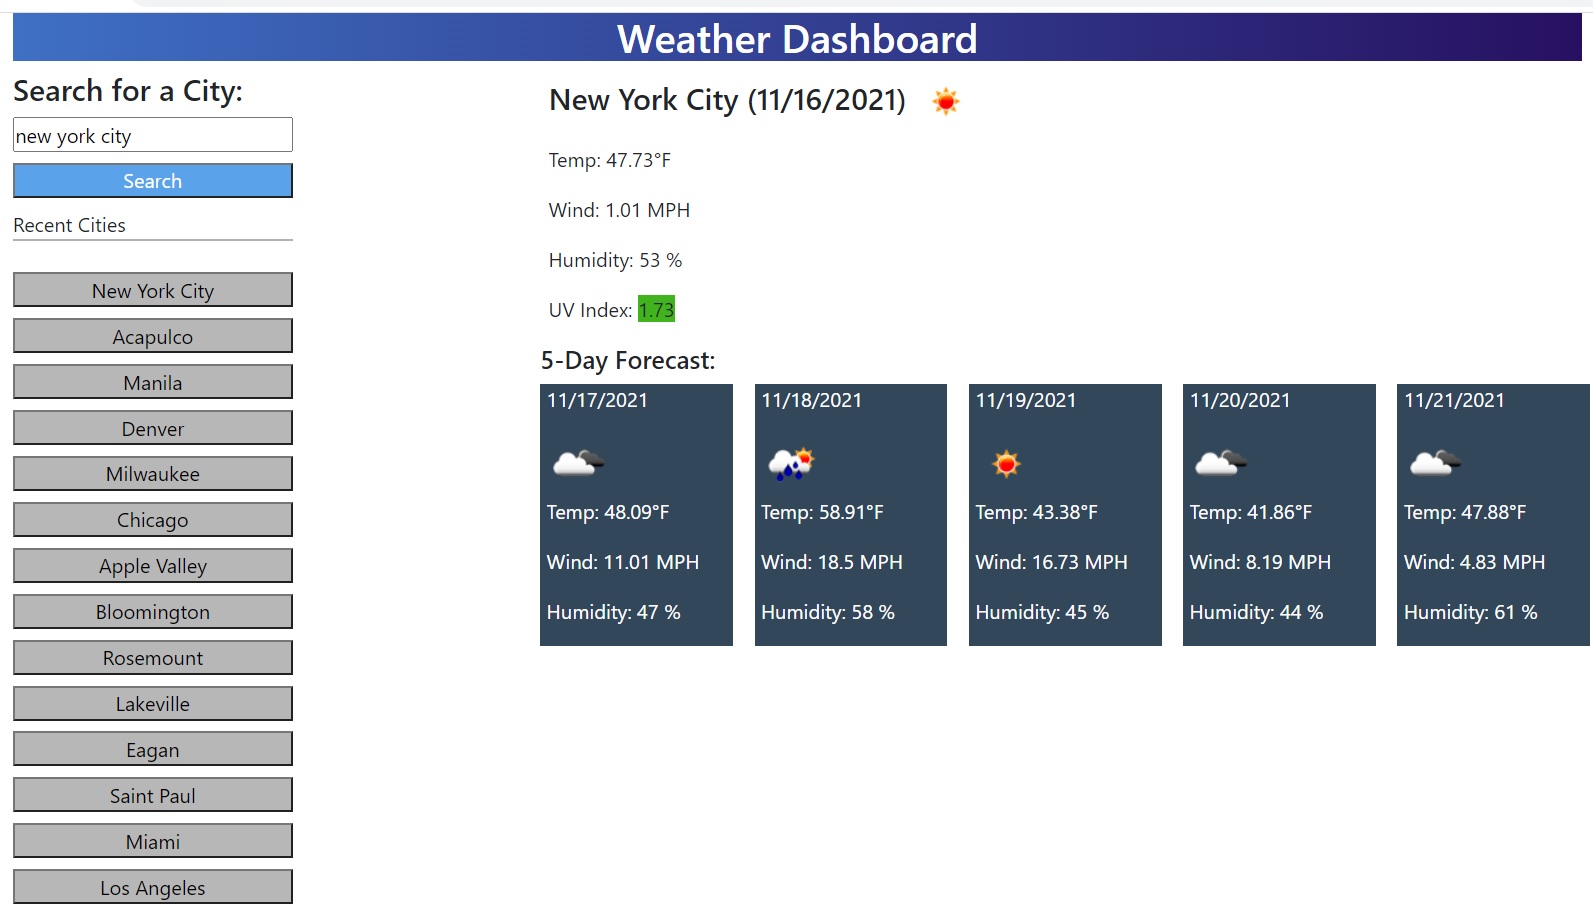 Weather Dashboard
Search for a City:
new york city
Search
Recent Cities
New York City
Acapulco
Manila
Denver
Milwaukee
Chicago
Apple Valley
Bloomington
Rosemount
Lakeville
Eagan
Saint Paul
Miami
Los Angeles
New York City (11/16/2021)
Temp: 47.73°F
Wind: 1.01 MPH
Humidity: 53 %
UV Index: 1.73
5-Day Forecast:
11/17/2021
Temp: 48.09°F
Wind: 11.01 MPH
Humidity: 47 %
11/18/2021
Temp: 58.91°F
Wind: 18.5 MPH
Humidity: 58 %
11/19/2021
Temp: 43.38°F
Wind: 16.73 MPH
Humidity: 45 %
11/20/2021
Temp: 41.86°F
Wind: 8.19 MPH
Humidity: 44 %
11/21/2021
Temp: 47.88°F
Wind: 4.83 MPH
Humidity: 61 %